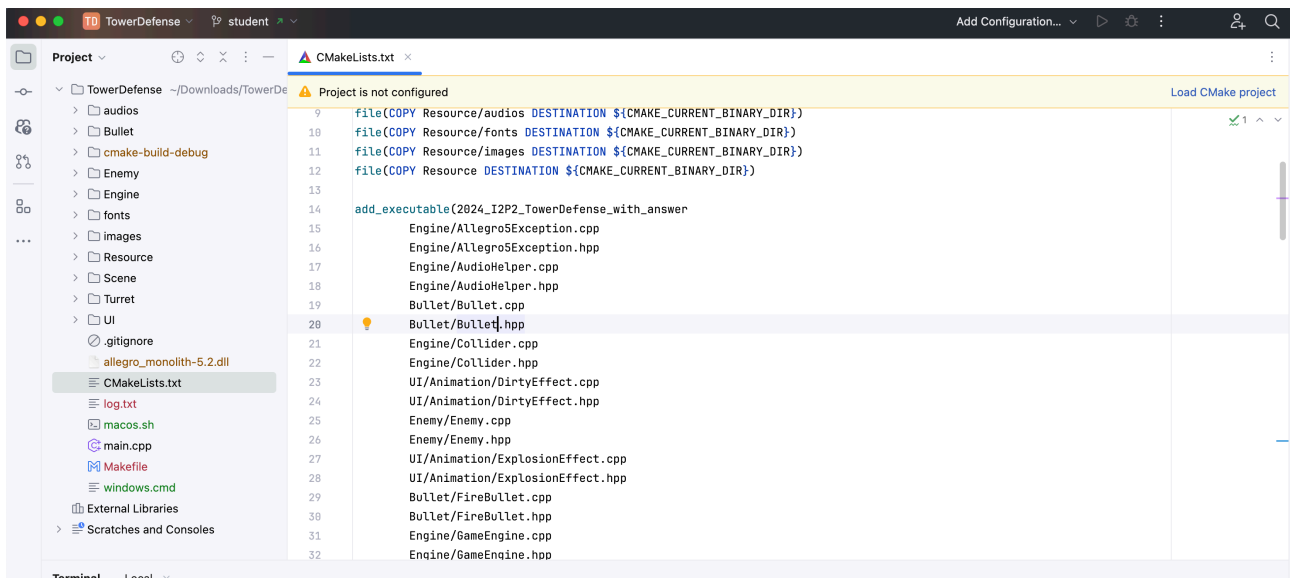 TD TowerDefense student Add Configuration...
Project
CMakeLists.txt
TowerDefense ~/Downloads/TowerDe
audios
Bullet
cmake-build-debug
Enemy
Engine
fonts
images
Resource
Scene
Turret
UI
.gitignore
allegro_monolith-5.2.dll
CMakeLists.txt
log.txt
macos.sh
main.cpp
Makefile
windows.cmd
External Libraries
Scratches and Consoles
Project is not configured Load CMake project
1
9 file(COPY Resource/audios DESTINATION ${CMAKE_CURRENT_BINARY_DIR})
10 file(COPY Resource/fonts DESTINATION ${CMAKE_CURRENT_BINARY_DIR})
11 file(COPY Resource/images DESTINATION ${CMAKE_CURRENT_BINARY_DIR})
12 file(COPY Resource DESTINATION ${CMAKE_CURRENT_BINARY_DIR})
13
14 add_executable(2024_I2P2_TowerDefense_with_answer
15 Engine/Allegro5Exception.cpp
16 Engine/Allegro5Exception.hpp
17 Engine/AudioHelper.cpp
18 Engine/AudioHelper.hpp
19 Bullet/Bullet.cpp
20 Bullet/Bullet.hpp
21 Engine/Collider.cpp
22 Engine/Collider.hpp
23 UI/Animation/DirtyEffect.cpp
24 UI/Animation/DirtyEffect.hpp
25 Enemy/Enemy.cpp
26 Enemy/Enemy.hpp
27 UI/Animation/ExplosionEffect.cpp
28 UI/Animation/ExplosionEffect.hpp
29 Bullet/FireBullet.cpp
30 Bullet/FireBullet.hpp
31 Engine/GameEngine.cpp
32 Engine/GameEngine.hpp
Terminal Local